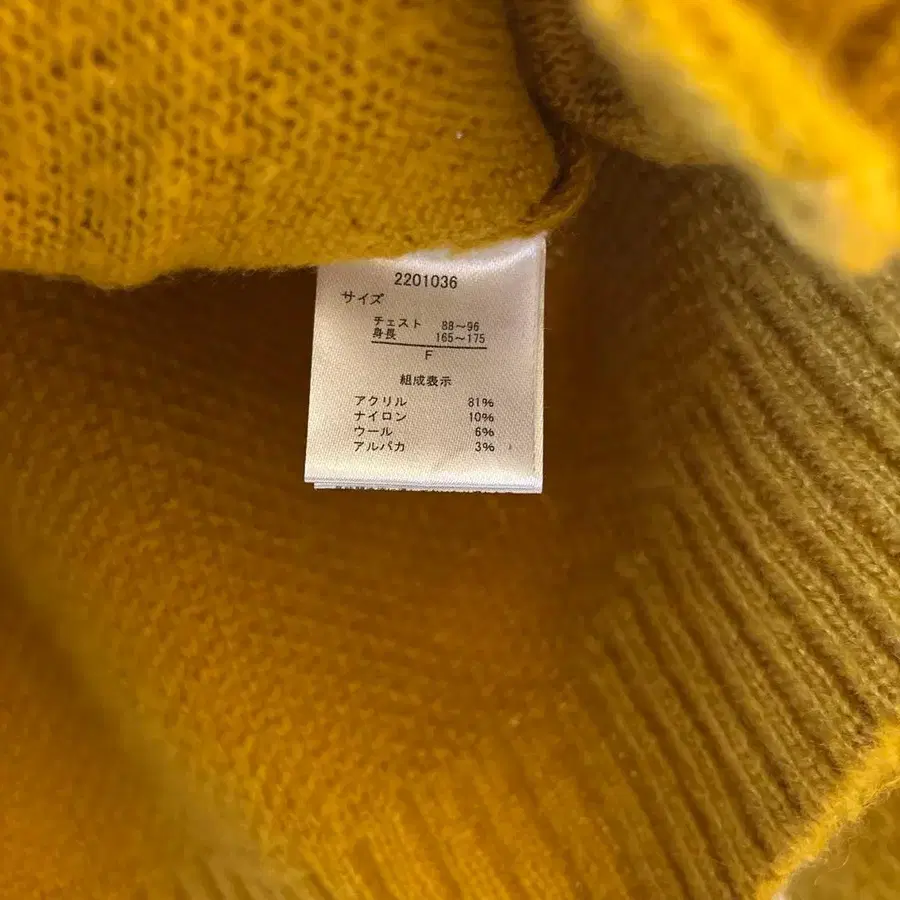 2201036
サイズ
チェスト 88～96
身長 165～175
F
組成表示
アクリル 81%
ナイロン 10%
ウール 6%
アルパカ 3%